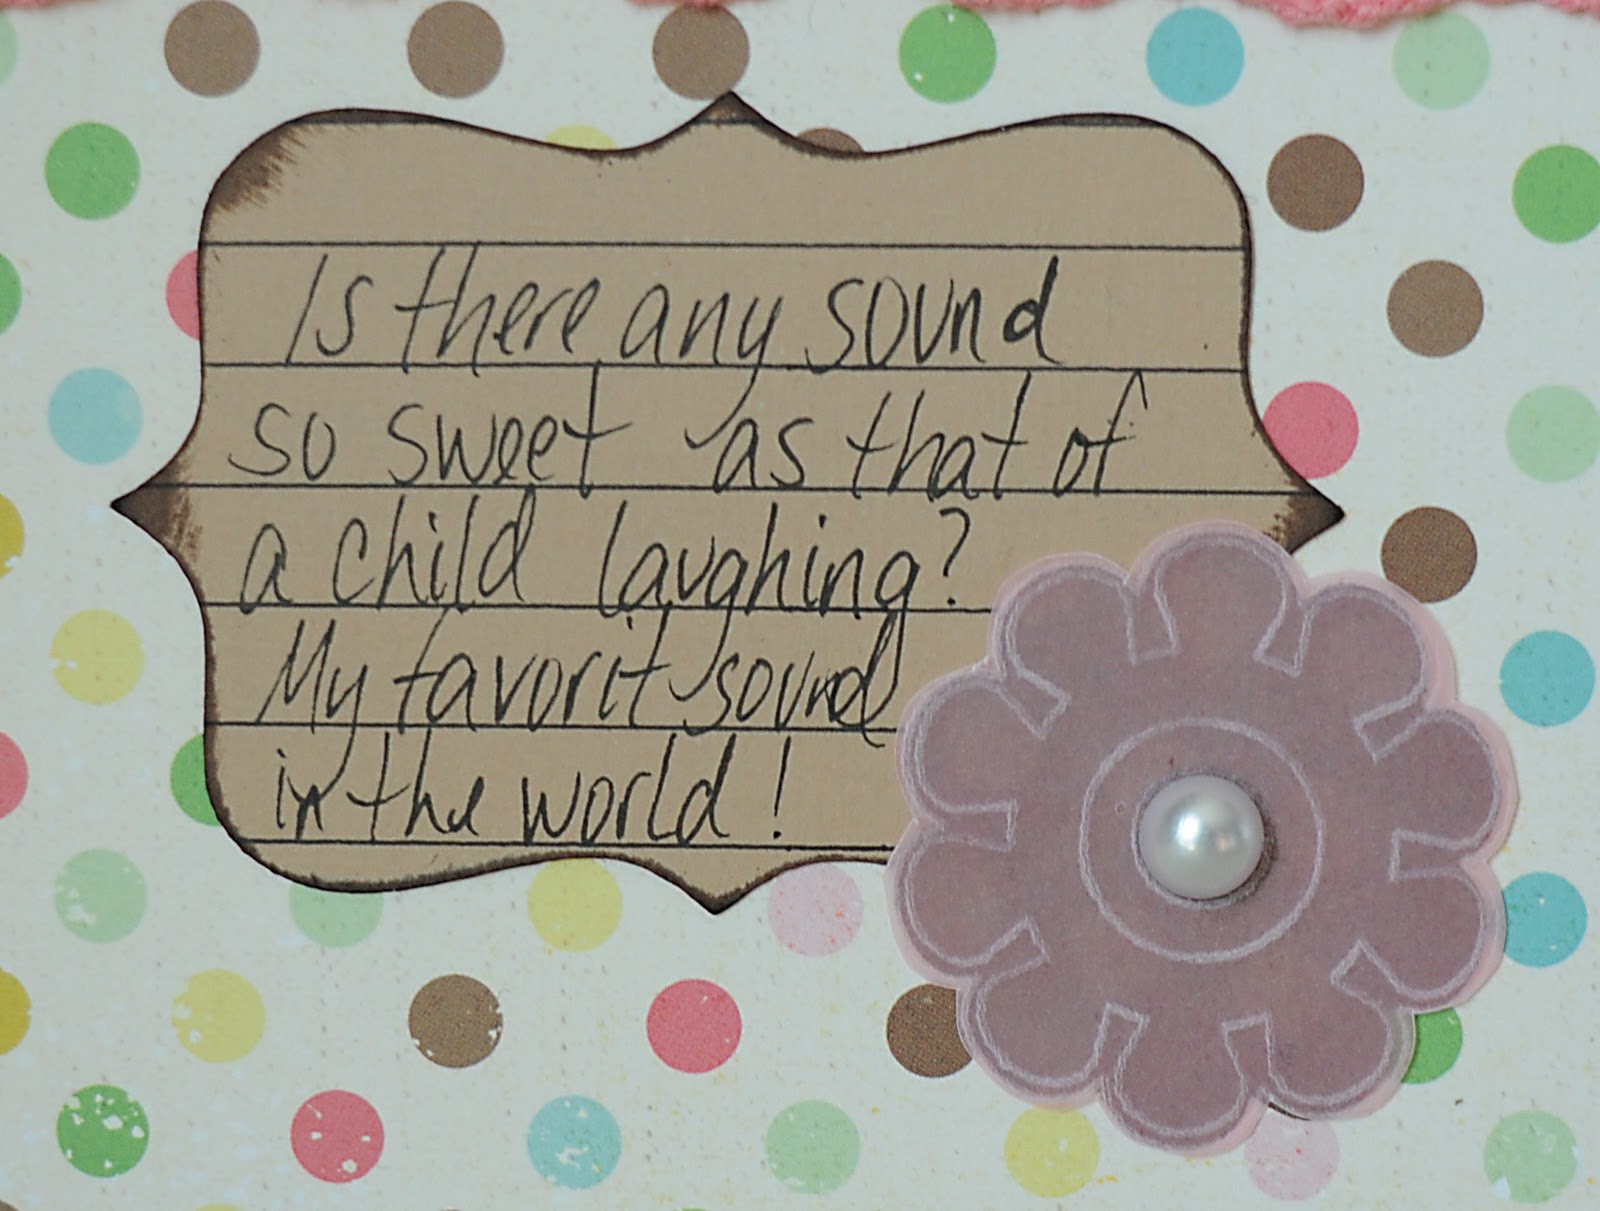 Is there any sound
so sweet as that of
a child laughing?
My favorit sound
in the world!